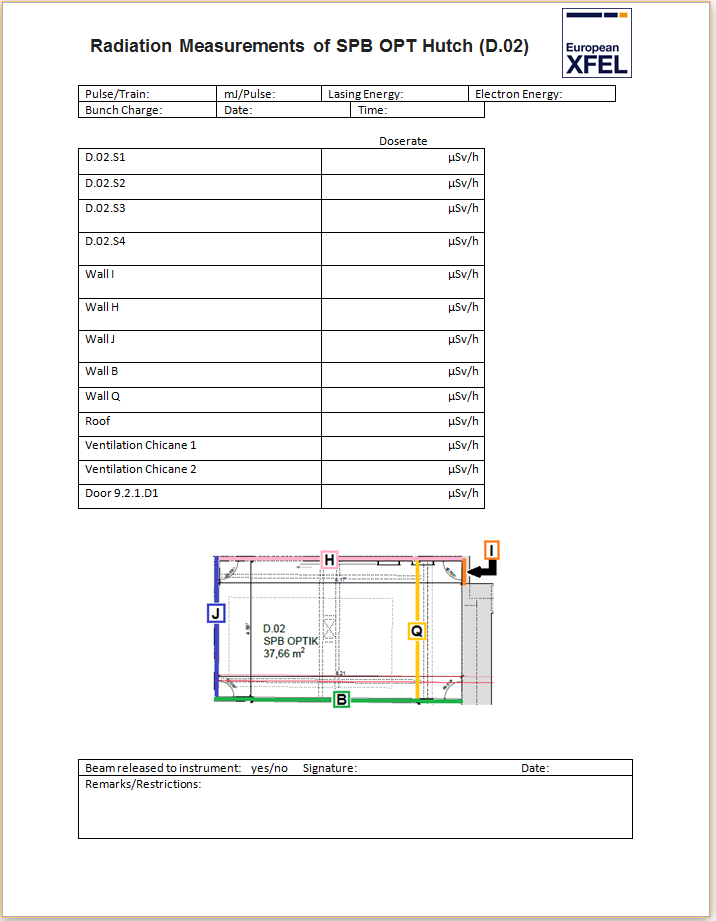 Radiation Measurements of SPB OPT Hutch (D.02)
European
XFEL
Pulse/Train: mJ/Pulse: Lasing Energy: Electron Energy:
Bunch Charge: Date: Time:
Doserate
D.02.S1 µSv/h
D.02.S2 µSv/h
D.02.S3 µSv/h
D.02.S4 µSv/h
Wall I µSv/h
Wall H µSv/h
Wall J µSv/h
Wall B µSv/h
Wall Q µSv/h
Roof µSv/h
Ventilation Chicane 1 µSv/h
Ventilation Chicane 2 µSv/h
Door 9.2.1.D1 µSv/h
I
H
J
Q
D.02
SPB OPTIK
37,66 m²
B
Beam released to instrument: yes/no Signature: Date:
Remarks/Restrictions: